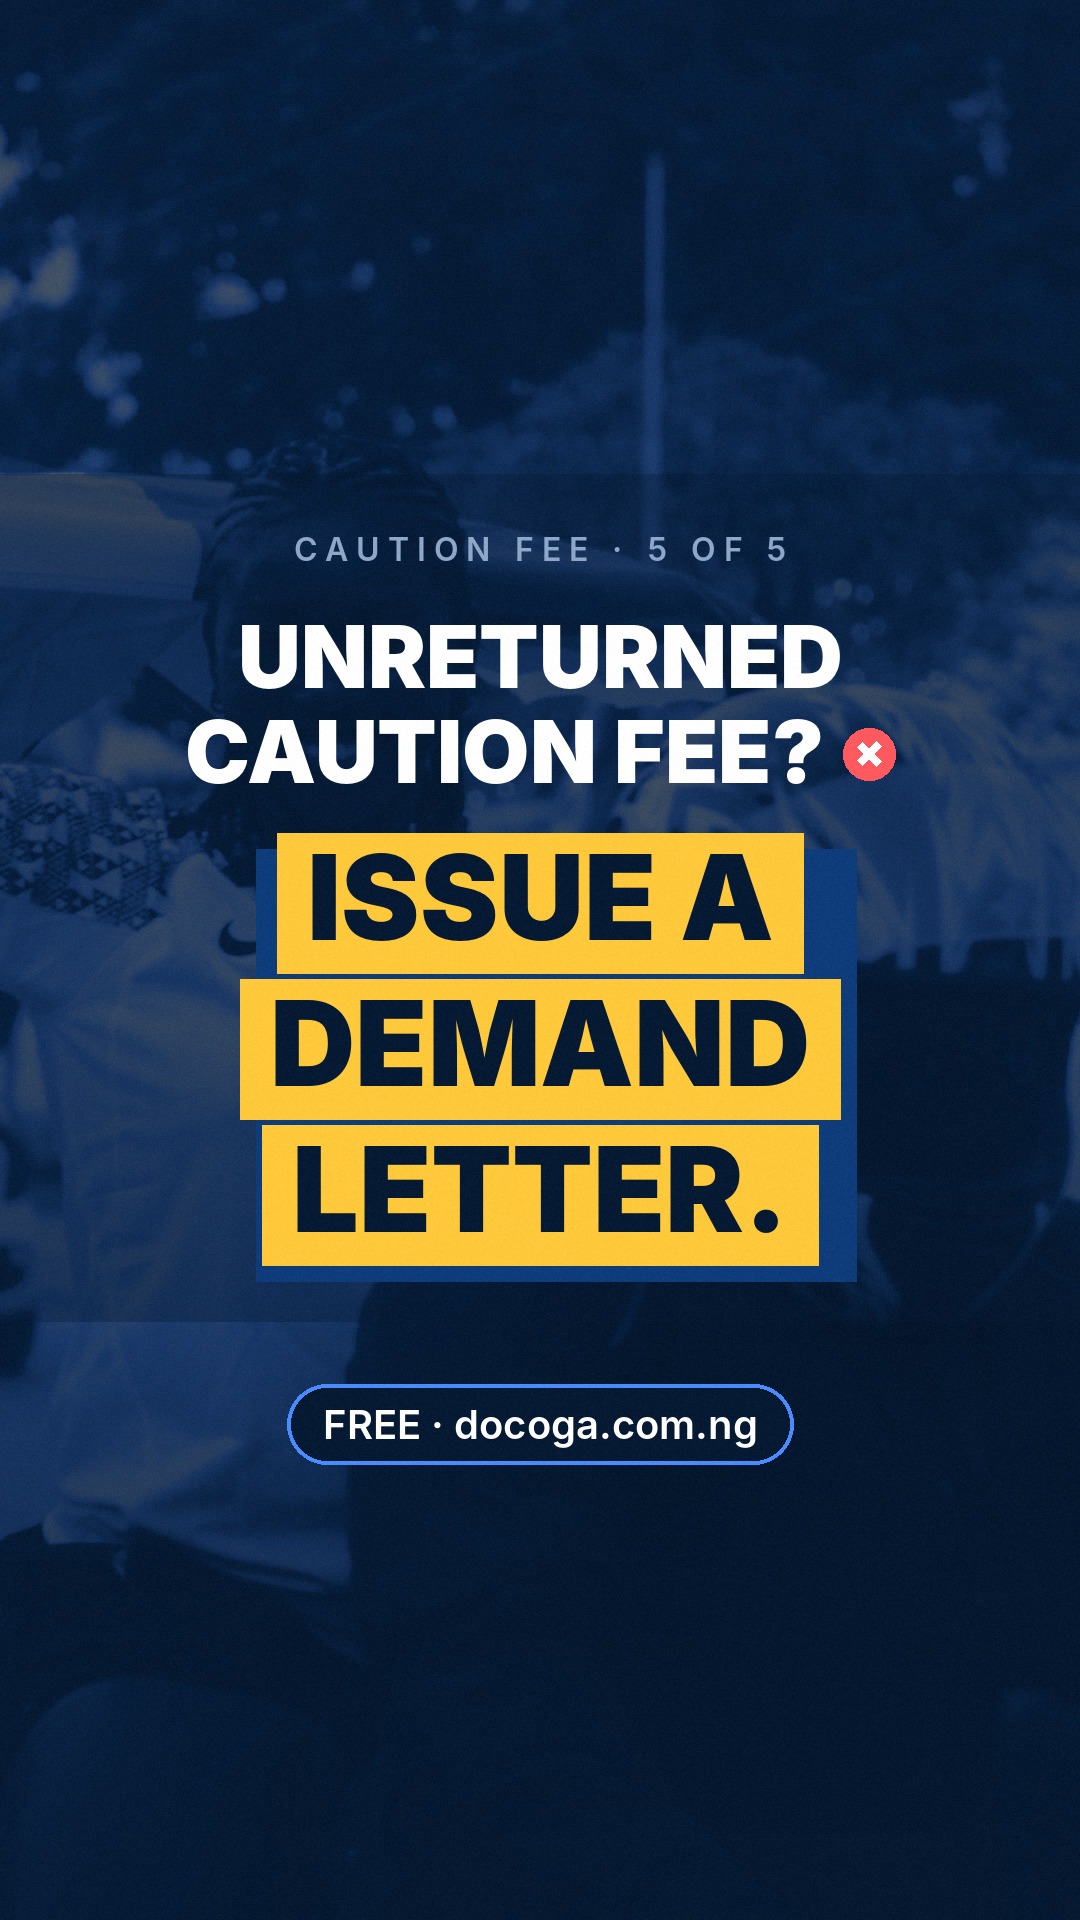 CAUTION FEE · 5 OF 5
UNRETURNED
CAUTION FEE?
ISSUE A
DEMAND
LETTER.
FREE · docoga.com.ng